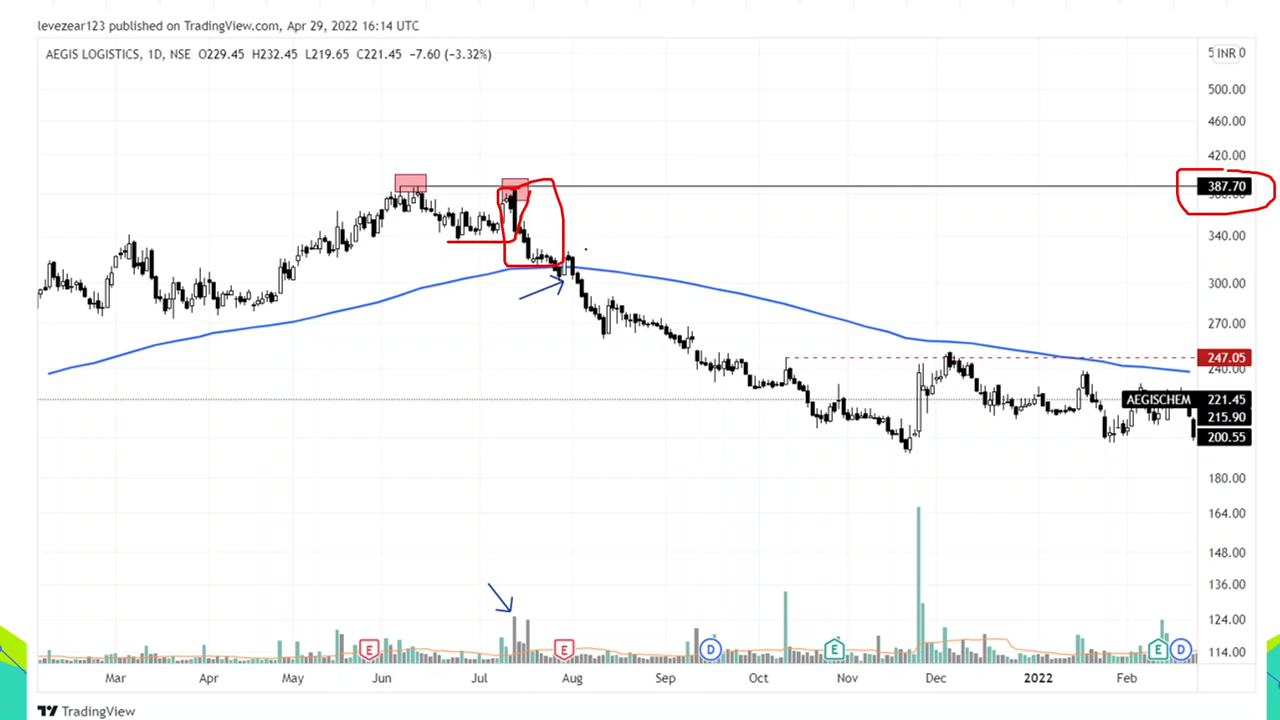 levezear123 published on TradingView.com, Apr 29, 2022 16:14 UTC
AEGIS LOGISTICS, 1D, NSE O229.45 H232.45 L219.65 C221.45 −7.60 (−3.32%)
INR
500.00
460.00
420.00
387.70
340.00
300.00
270.00
247.05
240.00
AEGISCHEM 221.45
215.90
200.55
180.00
164.00
148.00
136.00
124.00
114.00
E E D E E D
Mar Apr May Jun Jul Aug Sep Oct Nov Dec 2022 Feb
TradingView